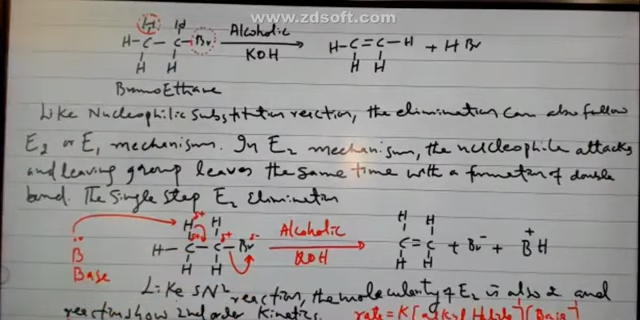 www.zdsoft.com
H H
H-C-C-Br Alcoholic KOH → H-C=C-H + HBr
H H H H
BromoEthane
Like Nucleophilic Substitution reaction, the elimination can also follow
E2 or E1 mechanism. In E2 mechanism, the nucleophile attacks
and leaving group leaves the same time with a formation of double
bond. The Single Step E2 Elimination
H δ+ H
B Base H-C-C-Br δ- Alcoholic KOH → C=C + Br- + B+H
H H H H
Like SN2 reaction, the molecularity of E2 is also 2 and
reaction show 2nd order Kinetics. rate=K[ ][Base]